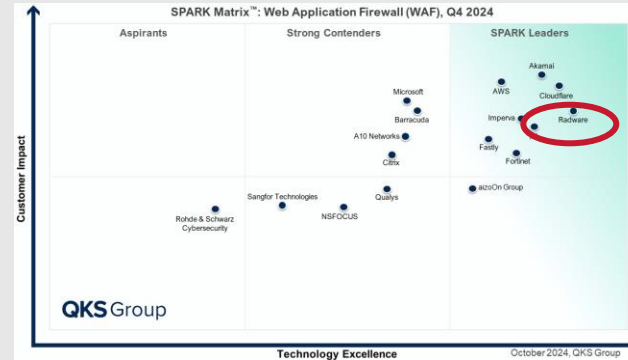 SPARK Matrix™: Web Application Firewall (WAF), Q4 2024
Aspirants
Strong Contenders
SPARK Leaders
Akamai
AWS
Cloudflare
Microsoft
Barracuda
Imperva
Radware
A10 Networks
Fastly
Citrix
Fortinet
aizoOn Group
Qualys
Sangfor Technologies
NSFOCUS
Rohde & Schwarz
Cybersecurity
Customer Impact
QKS Group
Technology Excellence
October 2024, QKS Group